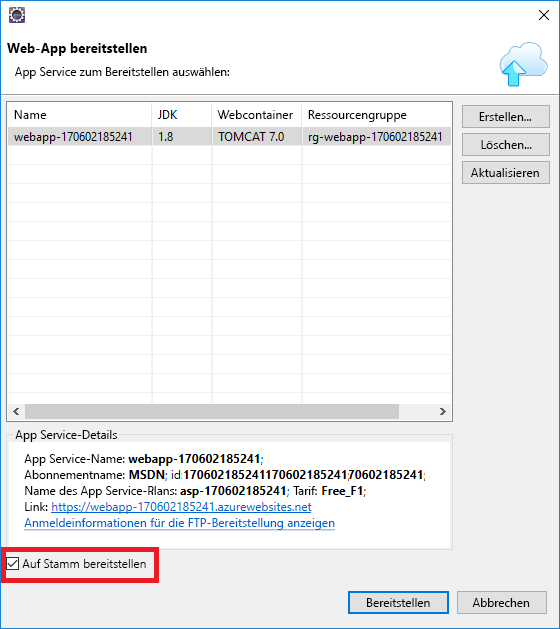 Web-App bereitstellen
App Service zum Bereitstellen auswählen:
Name JDK Webcontainer Ressourcengruppe
webapp-170602185241 1.8 TOMCAT 7.0 rg-webapp-170602185241
Erstellen...
Löschen...
Aktualisieren
App Service-Details
App Service-Name: webapp-170602185241;
Abonnementname: MSDN; id:170602185241170602185241;70602185241;
Name des App Service-Rlans: asp-170602185241; Tarif: Free_F1;
Link: https://webapp-170602185241.azurewebsites.net
Anmeldeinformationen für die FTP-Bereitstellung anzeigen
Auf Stamm bereitstellen
Bereitstellen Abbrechen